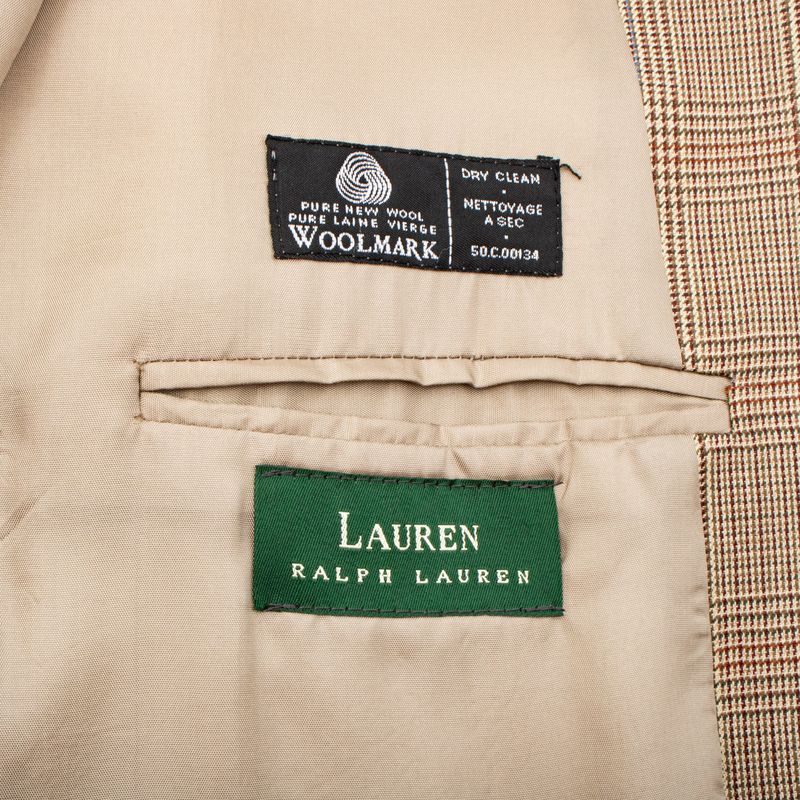 PURE NEW WOOL
PURE LAINE VIERGE
WOOLMARK
DRY CLEAN
·
NETTOYAGE
A SEC
·
50.C.00134
LAUREN
RALPH LAUREN